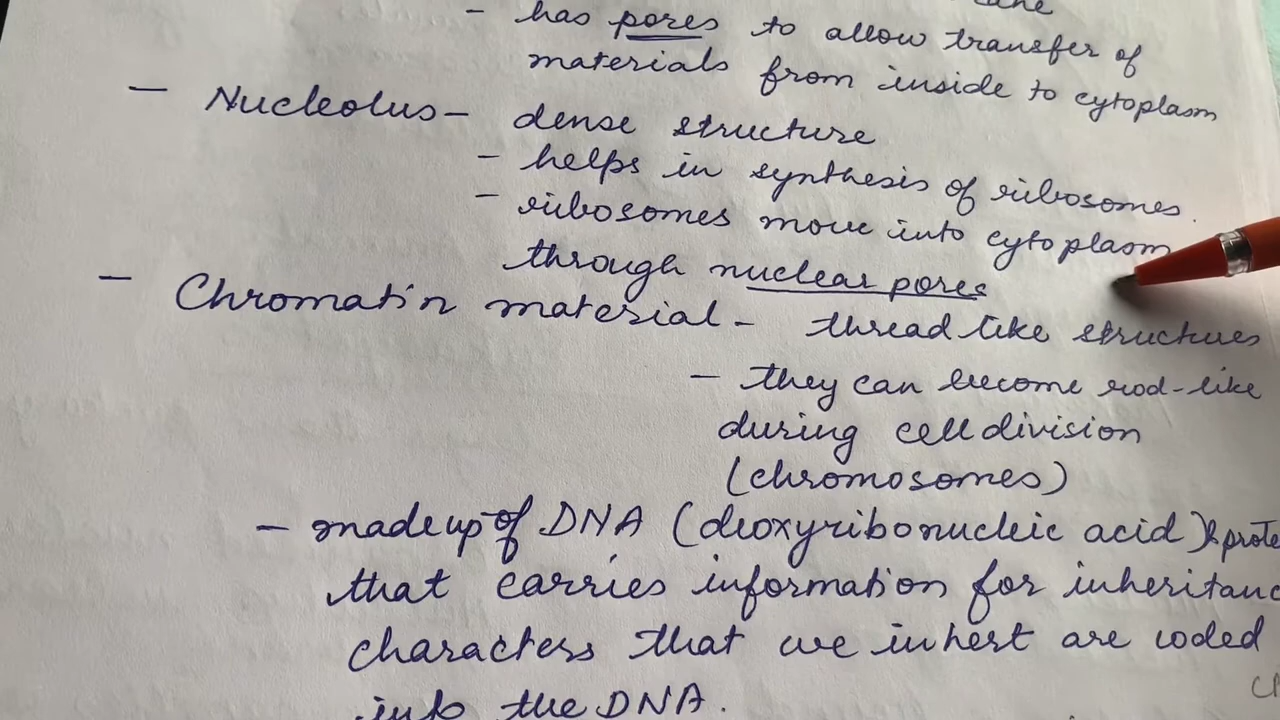 - has pores to allow transfer of
materials from inside to cytoplasm
- Nucleolus - dense structure
- helps in synthesis of ribosomes.
- ribosomes move into cytoplasm
through nuclear pores
- Chromatin material - thread like structures
- they can become rod-like
during cell division
(chromosomes)
- made up of DNA (deoxyribonucleic acid) & prote
that carries information for inheritanc
characters that we inhert are coded
into the DNA.